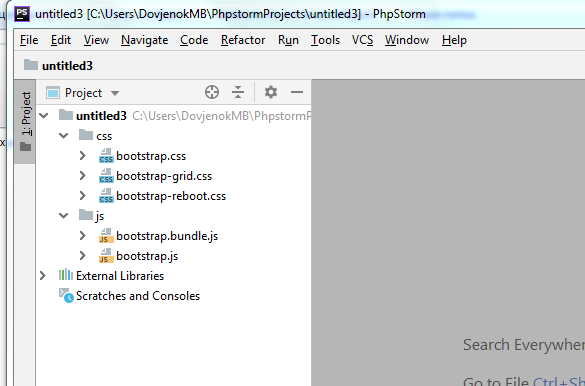 untitled3 [C:\Users\DovjenokMB\PhpstormProjects\untitled3] - PhpStorm
File Edit View Navigate Code Refactor Run Tools VCS Window Help
untitled3
1: Project
Project
untitled3 C:\Users\DovjenokMB\PhpstormP
css
bootstrap.css
bootstrap-grid.css
bootstrap-reboot.css
js
bootstrap.bundle.js
bootstrap.js
External Libraries
Scratches and Consoles
Search Everywhere
Go to File Ctrl+Sh